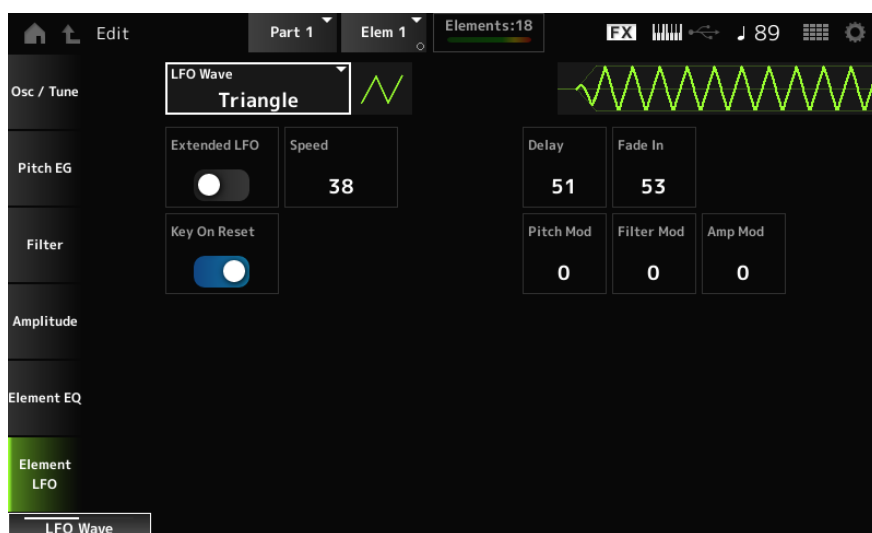 Edit
Part 1
Elem 1
Elements:18
FX
89
Osc / Tune
LFO Wave
Triangle
Pitch EG
Extended LFO
Speed
38
Delay
51
Fade In
53
Filter
Key On Reset
Pitch Mod
0
Filter Mod
0
Amp Mod
0
Amplitude
Element EQ
Element
LFO
LFO Wave